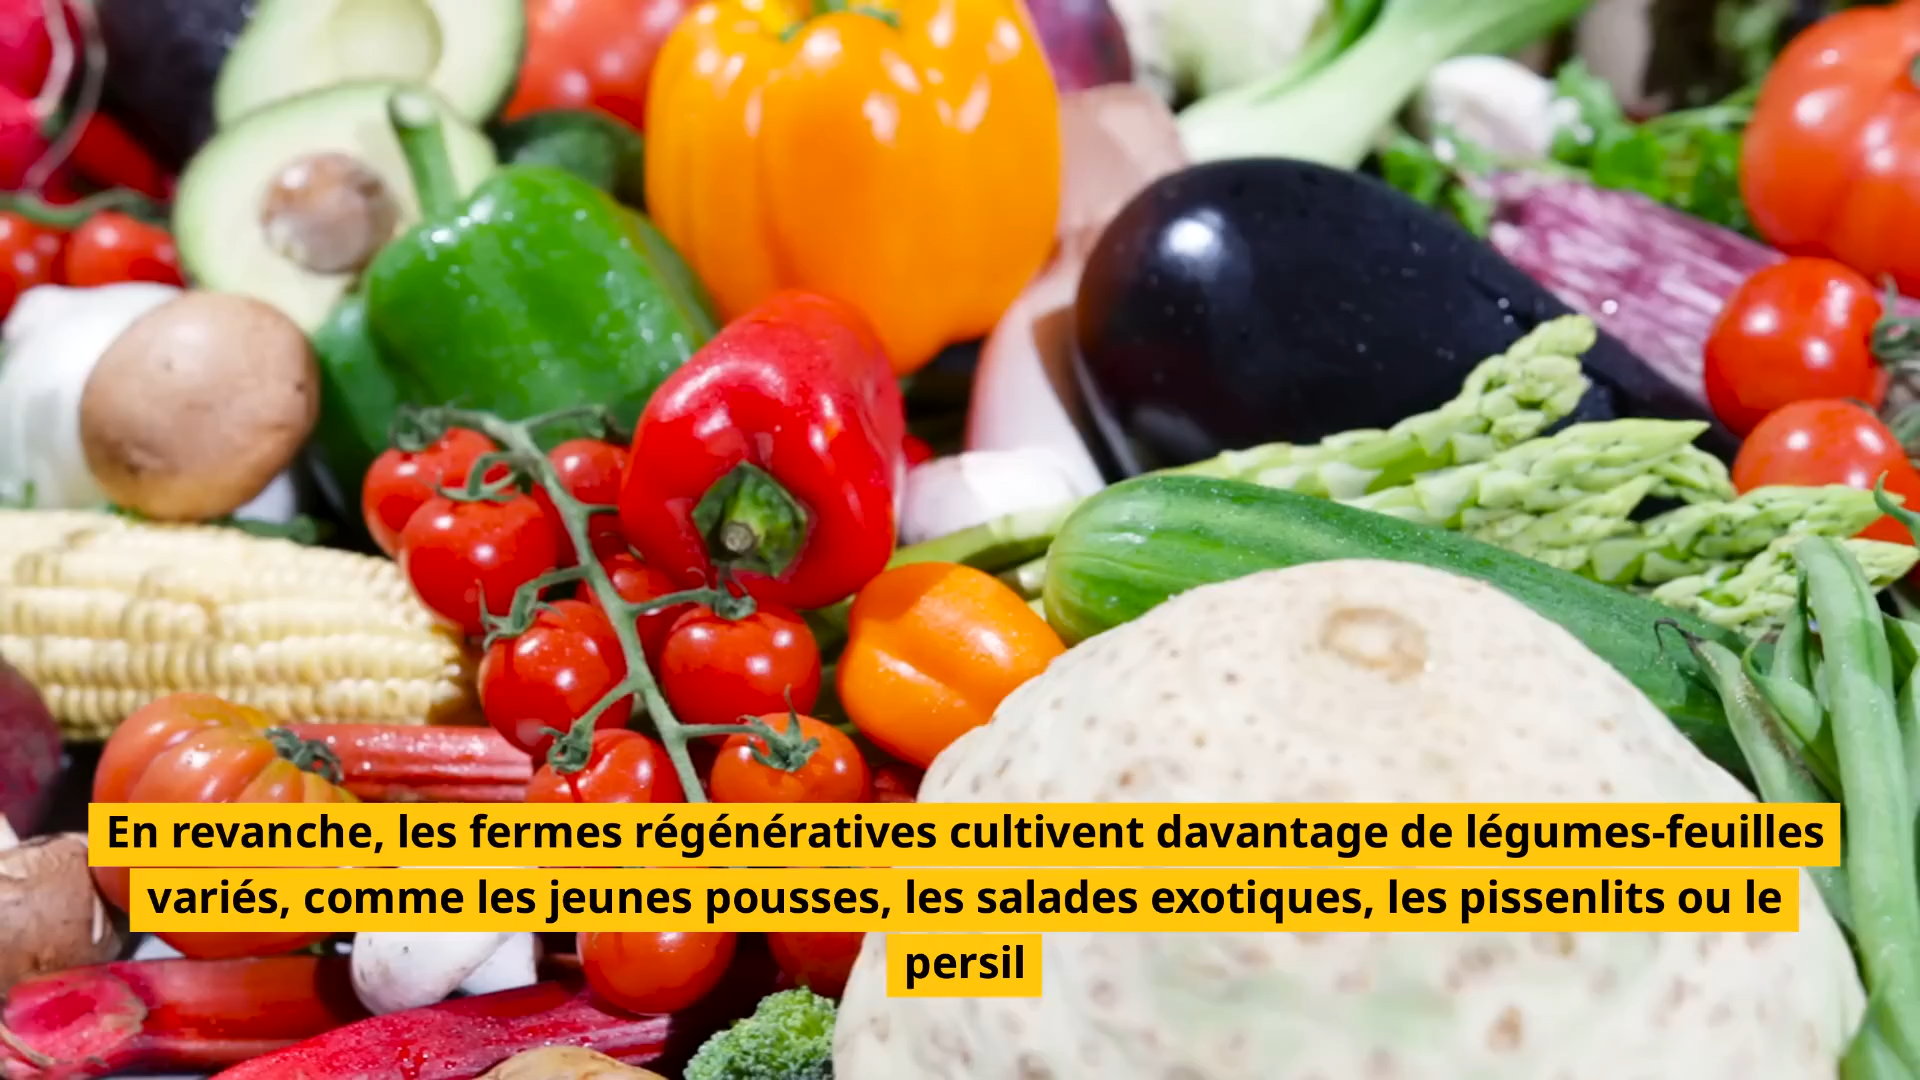 En revanche, les fermes régénératives cultivent davantage de légumes-feuilles
variés, comme les jeunes pousses, les salades exotiques, les pissenlits ou le
persil